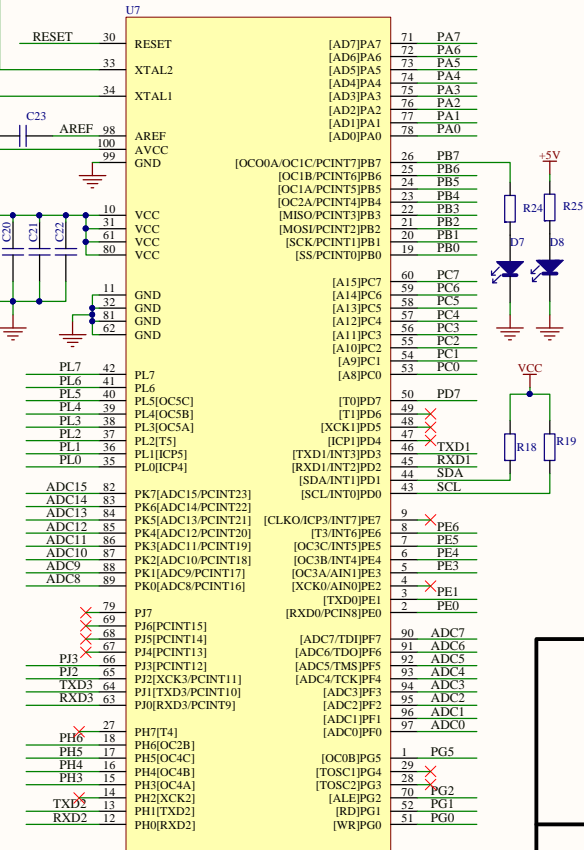 U7
RESET 30 RESET [AD7]PA7 71 PA7
[AD6]PA6 72 PA6
33 XTAL2 [AD5]PA5 73 PA5
[AD4]PA4 74 PA4
34 XTAL1 [AD3]PA3 75 PA3
[AD2]PA2 76 PA2
C23 [AD1]PA1 77 PA1
AREF 98 AREF [AD0]PA0 78 PA0
100 AVCC
99 GND [OCO0A/OC1C/PCINT7]PB7 26 PB7 +5V
[OC1B/PCINT6]PB6 25 PB6
[OC1A/PCINT5]PB5 24 PB5
[OC2A/PCINT4]PB4 23 PB4
10 VCC [MISO/PCINT3]PB3 22 PB3 R24 R25
31 VCC [MOSI/PCINT2]PB2 21 PB2
C20 C21 C22 61 VCC [SCK/PCINT1]PB1 20 PB1 D7 D8
80 VCC [SS/PCINT0]PB0 19 PB0
[A15]PC7 60 PC7
11 GND [A14]PC6 59 PC6
32 GND [A13]PC5 58 PC5
81 GND [A12]PC4 57 PC4
62 GND [A11]PC3 56 PC3
[A10]PC2 55 PC2
[A9]PC1 54 PC1
PL7 42 PL7 [A8]PC0 53 PC0 VCC
PL6 41 PL6
PL5 40 PL5[OC5C] [T0]PD7 50 PD7
PL4 39 PL4[OC5B] [T1]PD6 49
PL3 38 PL3[OC5A] [XCK1]PD5 48
PL2 37 PL2[T5] [ICP1]PD4 47
PL1 36 PL1[ICP5] [TXD1/INT3]PD3 46 TXD1 R18 R19
PL0 35 PL0[ICP4] [RXD1/INT2]PD2 45 RXD1
[SDA/INT1]PD1 44 SDA
ADC15 82 PK7[ADC15/PCINT23] [SCL/INT0]PD0 43 SCL
ADC14 83 PK6[ADC14/PCINT22]
ADC13 84 PK5[ADC13/PCINT21] [CLKO/ICP3/INT7]PE7 9
ADC12 85 PK4[ADC12/PCINT20] [T3/INT6]PE6 8 PE6
ADC11 86 PK3[ADC11/PCINT19] [OC3C/INT5]PE5 7 PE5
ADC10 87 PK2[ADC10/PCINT18] [OC3B/INT4]PE4 6 PE4
ADC9 88 PK1[ADC9/PCINT17] [OC3A/AIN1]PE3 5 PE3
ADC8 89 PK0[ADC8/PCINT16] [XCK0/AIN0]PE2 4
[TXD0]PE1 3 PE1
79 PJ7 [RXD0/PCIN8]PE0 2 PE0
69 PJ6[PCINT15]
68 PJ5[PCINT14] [ADC7/TDI]PF7 90 ADC7
67 PJ4[PCINT13] [ADC6/TDO]PF6 91 ADC6
PJ3 66 PJ3[PCINT12] [ADC5/TMS]PF5 92 ADC5
PJ2 65 PJ2[XCK3/PCINT11] [ADC4/TCK]PF4 93 ADC4
TXD3 64 PJ1[TXD3/PCINT10] [ADC3]PF3 94 ADC3
RXD3 63 PJ0[RXD3/PCINT9] [ADC2]PF2 95 ADC2
[ADC1]PF1 96 ADC1
27 PH7[T4] [ADC0]PF0 97 ADC0
PH6 18 PH6[OC2B]
PH5 17 PH5[OC4C] [OC0B]PG5 1 PG5
PH4 16 PH4[OC4B] [TOSC1]PG4 29
PH3 15 PH3[OC4A] [TOSC2]PG3 28
14 PH2[XCK2] [ALE]PG2 70 PG2
TXD2 13 PH1[TXD2] [RD]PG1 52 PG1
RXD2 12 PH0[RXD2] [WR]PG0 51 PG0